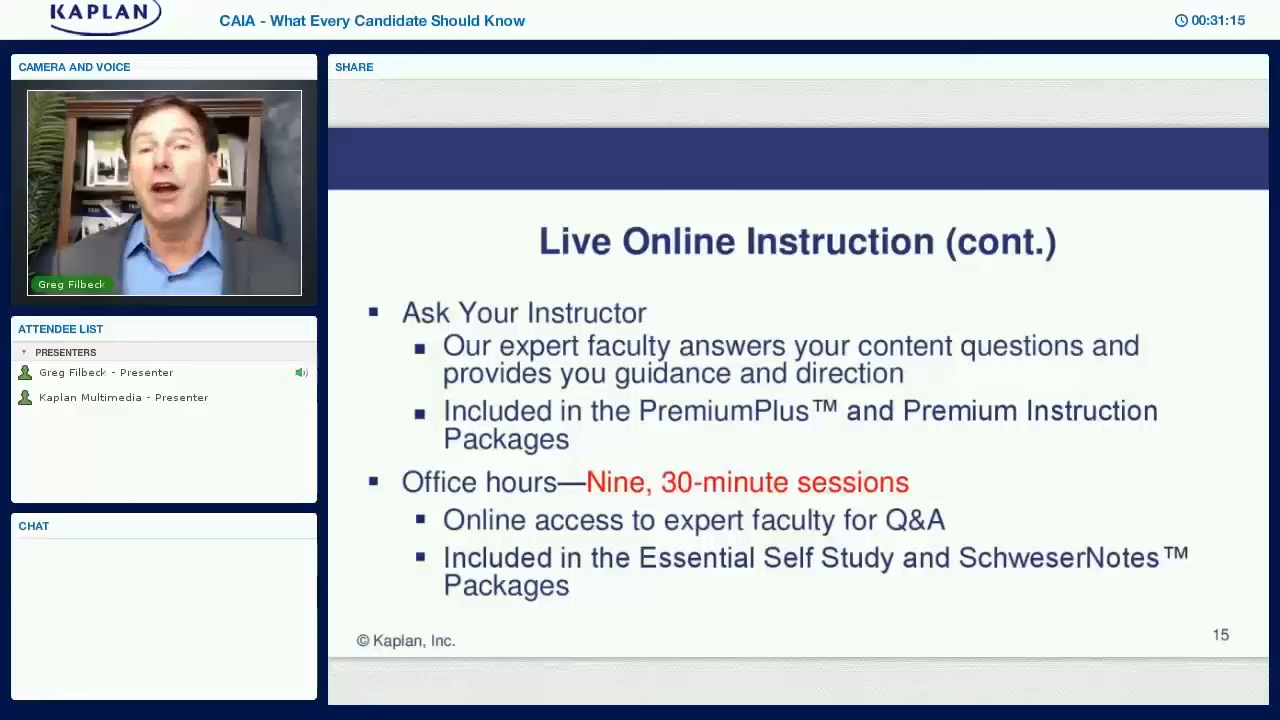 KAPLAN
CAIA - What Every Candidate Should Know
00:31:15
CAMERA AND VOICE
Greg Filbeck
ATTENDEE LIST
PRESENTERS
Greg Filbeck - Presenter
Kaplan Multimedia - Presenter
CHAT
SHARE
Live Online Instruction (cont.)
Ask Your Instructor
Our expert faculty answers your content questions and
provides you guidance and direction
Included in the PremiumPlus™ and Premium Instruction
Packages
Office hours—Nine, 30-minute sessions
Online access to expert faculty for Q&A
Included in the Essential Self Study and SchweserNotes™
Packages
© Kaplan, Inc.
15